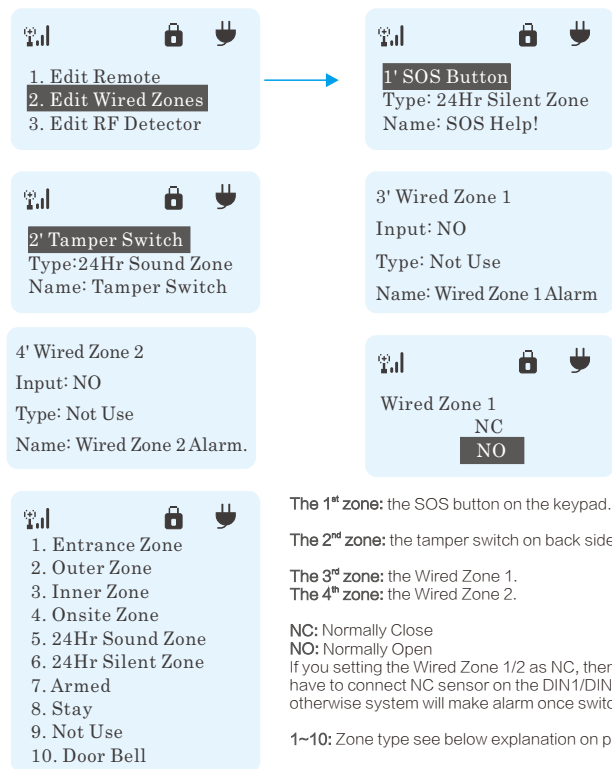 1. Edit Remote
2. Edit Wired Zones
3. Edit RF Detector
1' SOS Button
Type: 24Hr Silent Zone
Name: SOS Help!
2' Tamper Switch
Type:24Hr Sound Zone
Name: Tamper Switch
3' Wired Zone 1
Input: NO
Type: Not Use
Name: Wired Zone 1 Alarm
4' Wired Zone 2
Input: NO
Type: Not Use
Name: Wired Zone 2 Alarm.
Wired Zone 1
NC
NO
1. Entrance Zone
2. Outer Zone
3. Inner Zone
4. Onsite Zone
5. 24Hr Sound Zone
6. 24Hr Silent Zone
7. Armed
8. Stay
9. Not Use
10. Door Bell
The 1st zone: the SOS button on the keypad.
The 2nd zone: the tamper switch on back side
The 3rd zone: the Wired Zone 1.
The 4th zone: the Wired Zone 2.
NC: Normally Close
NO: Normally Open
If you setting the Wired Zone 1/2 as NC, then
have to connect NC sensor on the DIN1/DIN
otherwise system will make alarm once
1~10: Zone type see below explanation on